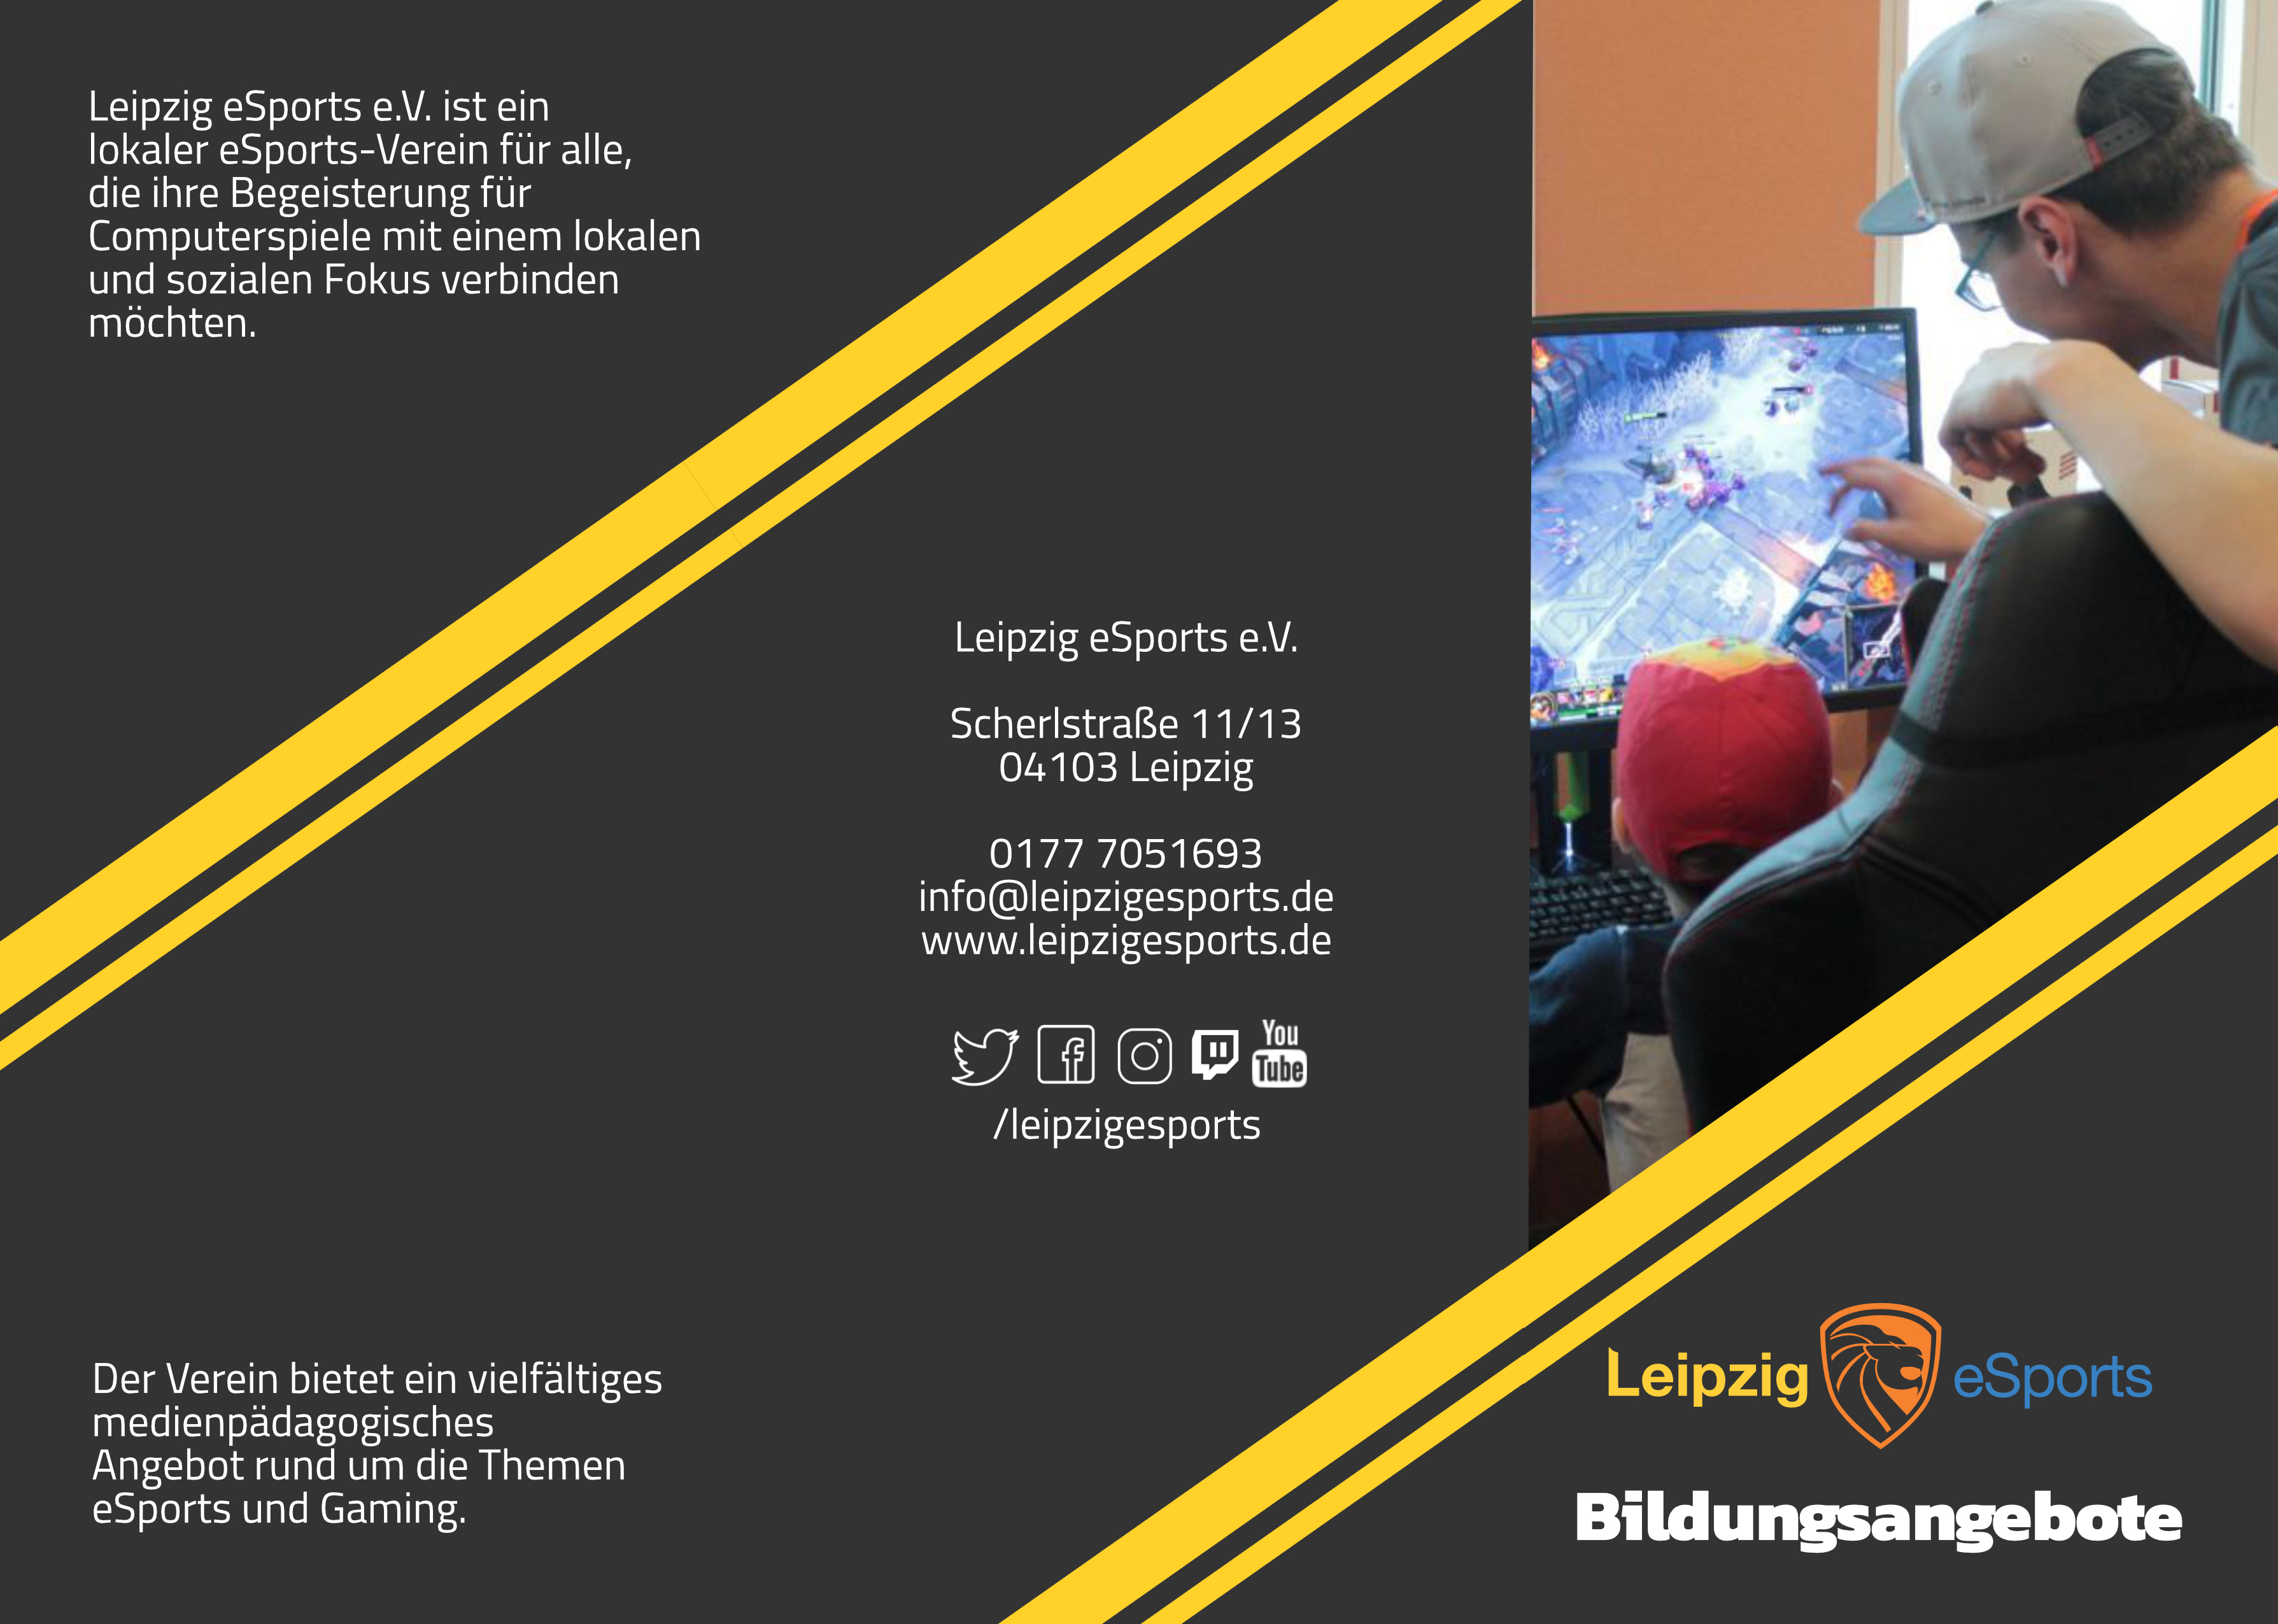 Leipzig eSports e.V. ist ein
lokaler eSports-Verein für alle,
die ihre Begeisterung für
Computerspiele mit einem lokalen
und sozialen Fokus verbinden
möchten.
Der Verein bietet ein vielfältiges
medienpädagogisches
Angebot rund um die Themen
eSports und Gaming.
Leipzig eSports e.V.
Scherlstraße 11/13
04103 Leipzig
0177 7051693
info@leipzigesports.de
www.leipzigesports.de
You
Tube
/leipzigesports
Leipzig eSports
Bildungsangebote